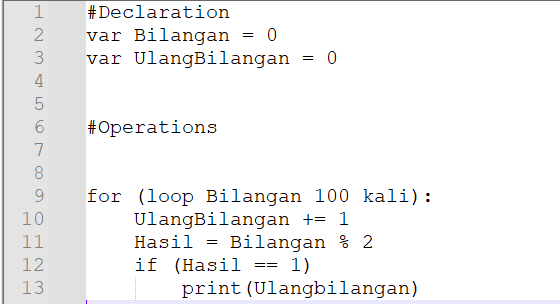 1 #Declaration
2 var Bilangan = 0
3 var UlangBilangan = 0
4
5
6 #Operations
7
8
9 for (loop Bilangan 100 kali):
10 UlangBilangan += 1
11 Hasil = Bilangan % 2
12 if (Hasil == 1)
13 print(Ulangbilangan)